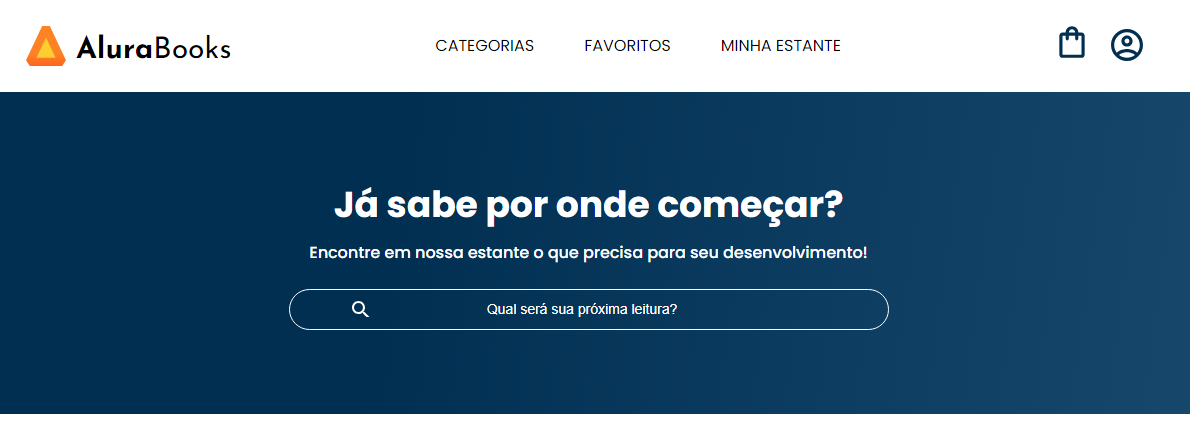 AluraBooks
CATEGORIAS FAVORITOS MINHA ESTANTE
Já sabe por onde começar?
Encontre em nossa estante o que precisa para seu desenvolvimento!
Qual será sua próxima leitura?